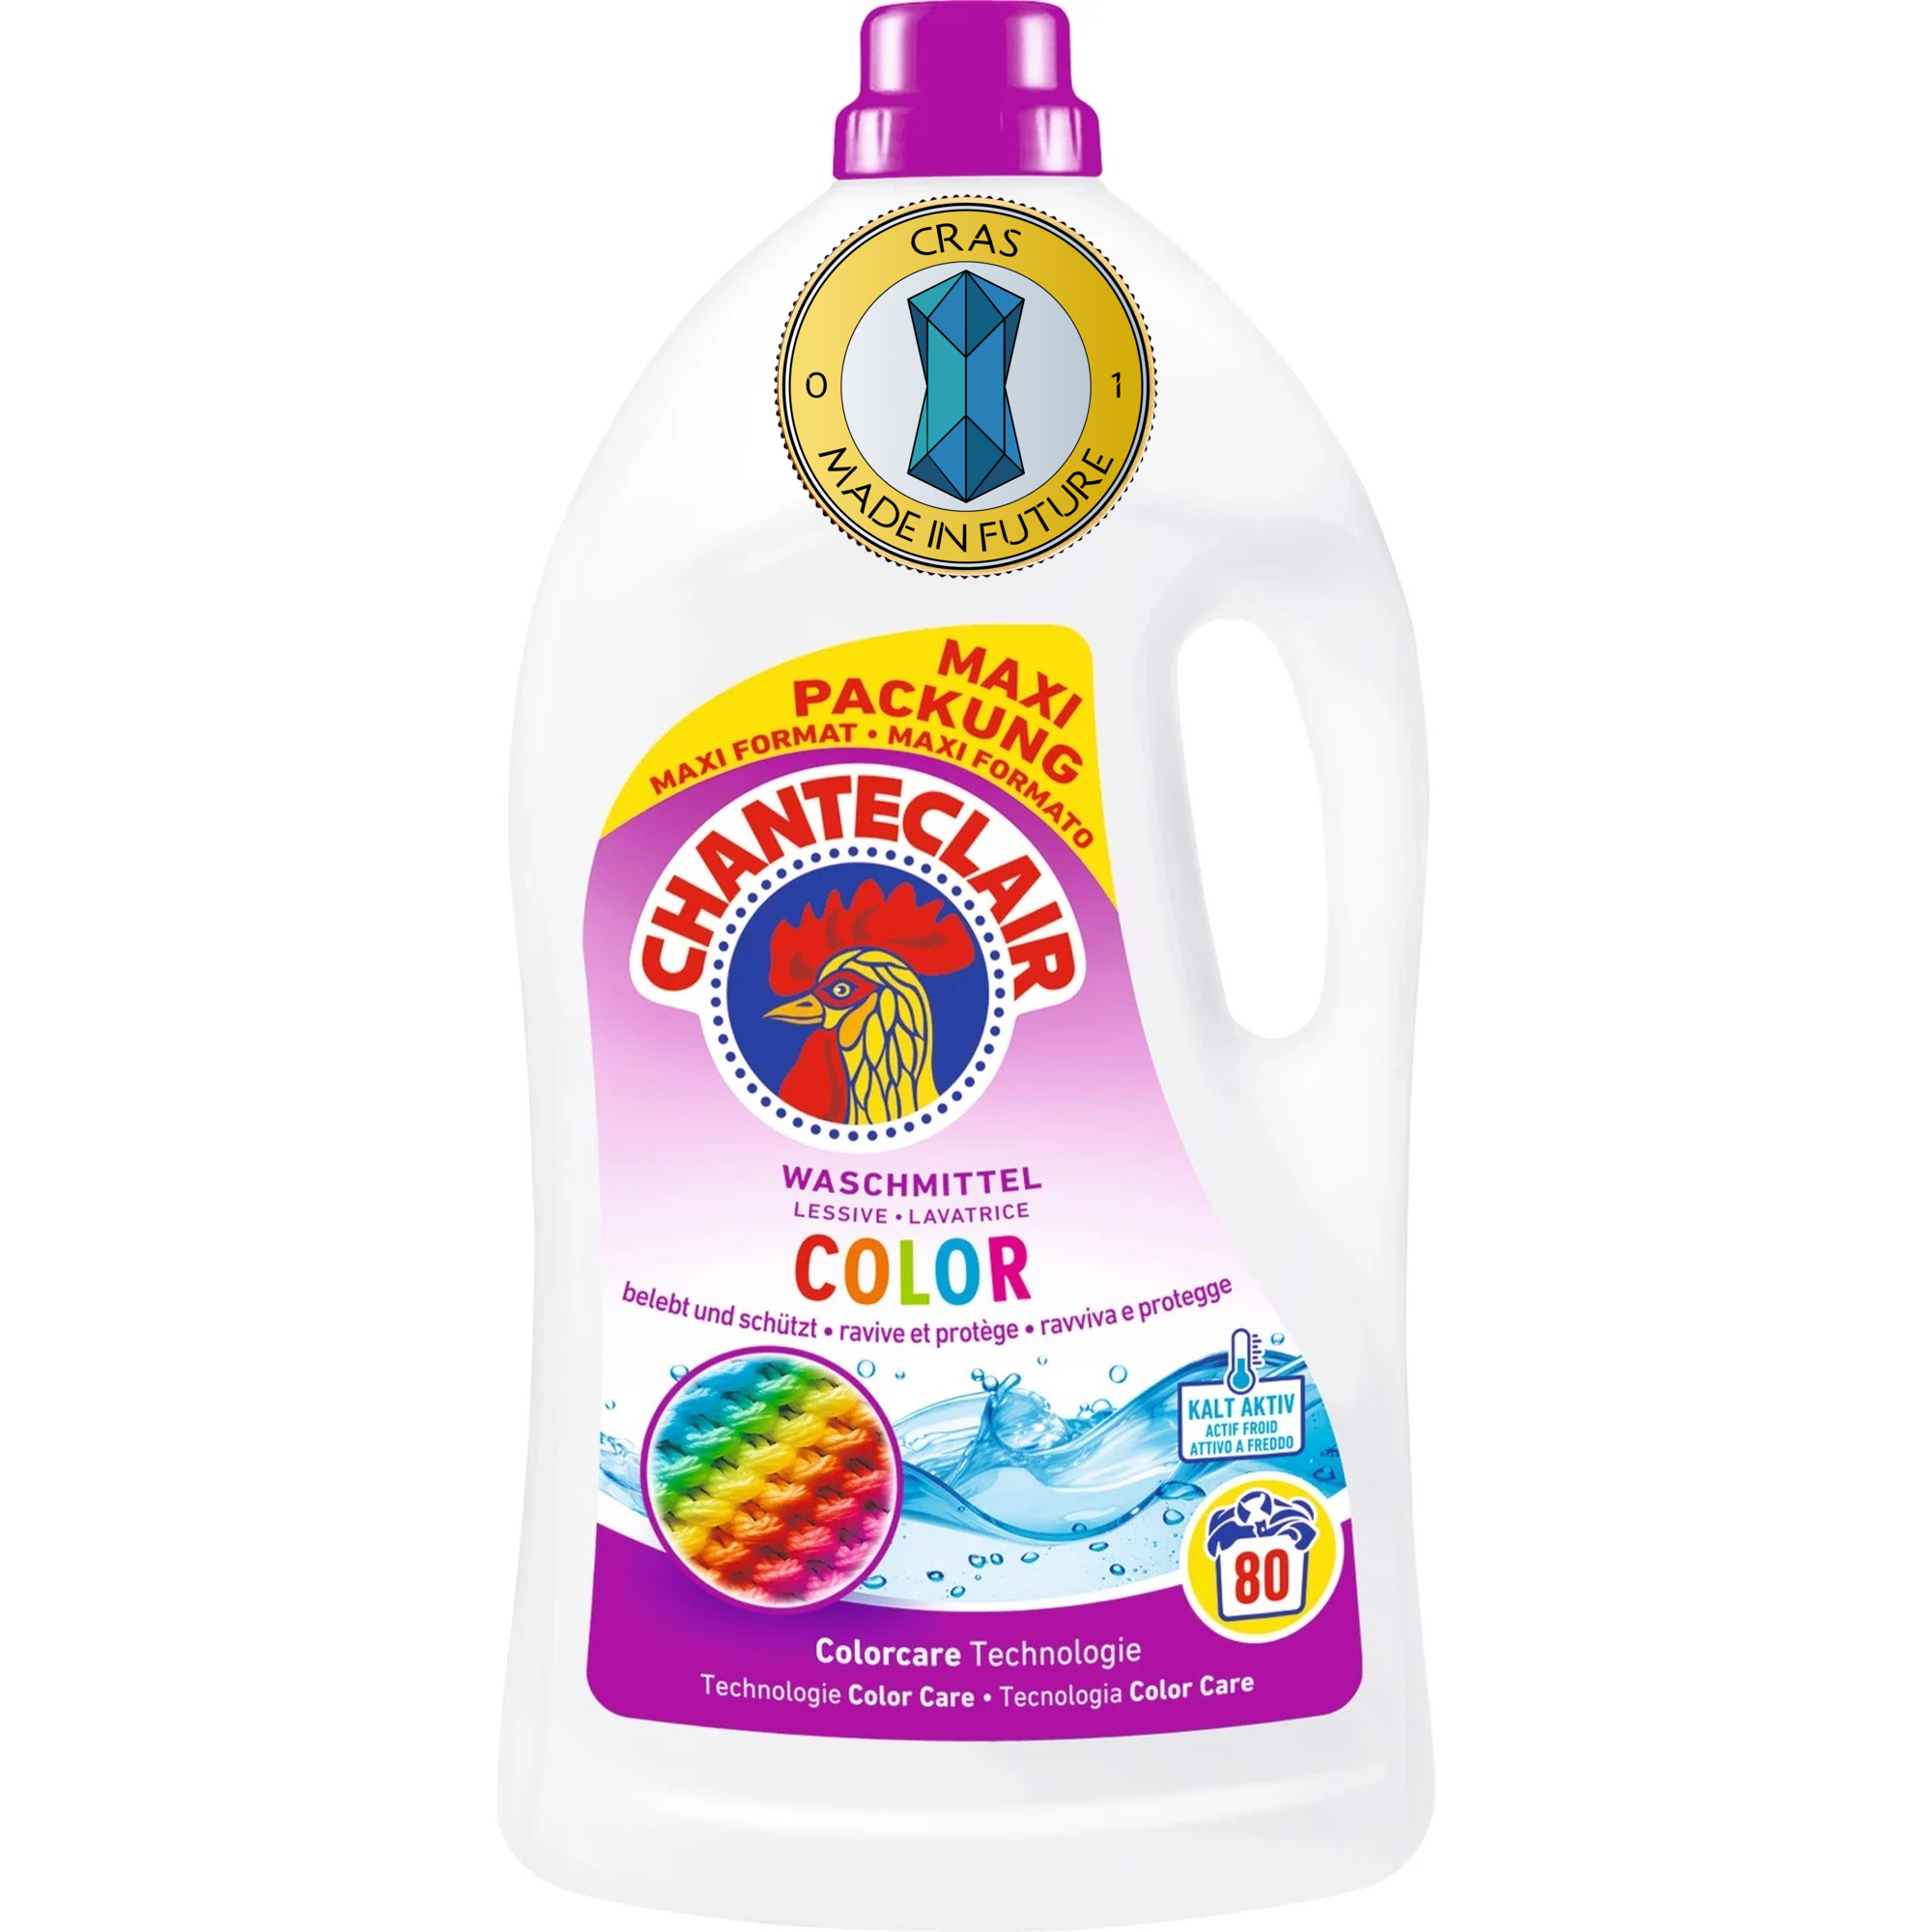 CRAS
0 1
MADE IN FUTURE
MAXI
PACKUNG
MAXI FORMAT • MAXI FORMATO
CHANTECLAIR
WASCHMITTEL
LESSIVE • LAVATRICE
COLOR
belebt und schützt • ravive et protège • ravviva e protegge
KALT AKTIV
ACTIF FROID
ATTIVO A FREDDO
80
Colorcare Technologie
Technologie Color Care • Tecnologia Color Care